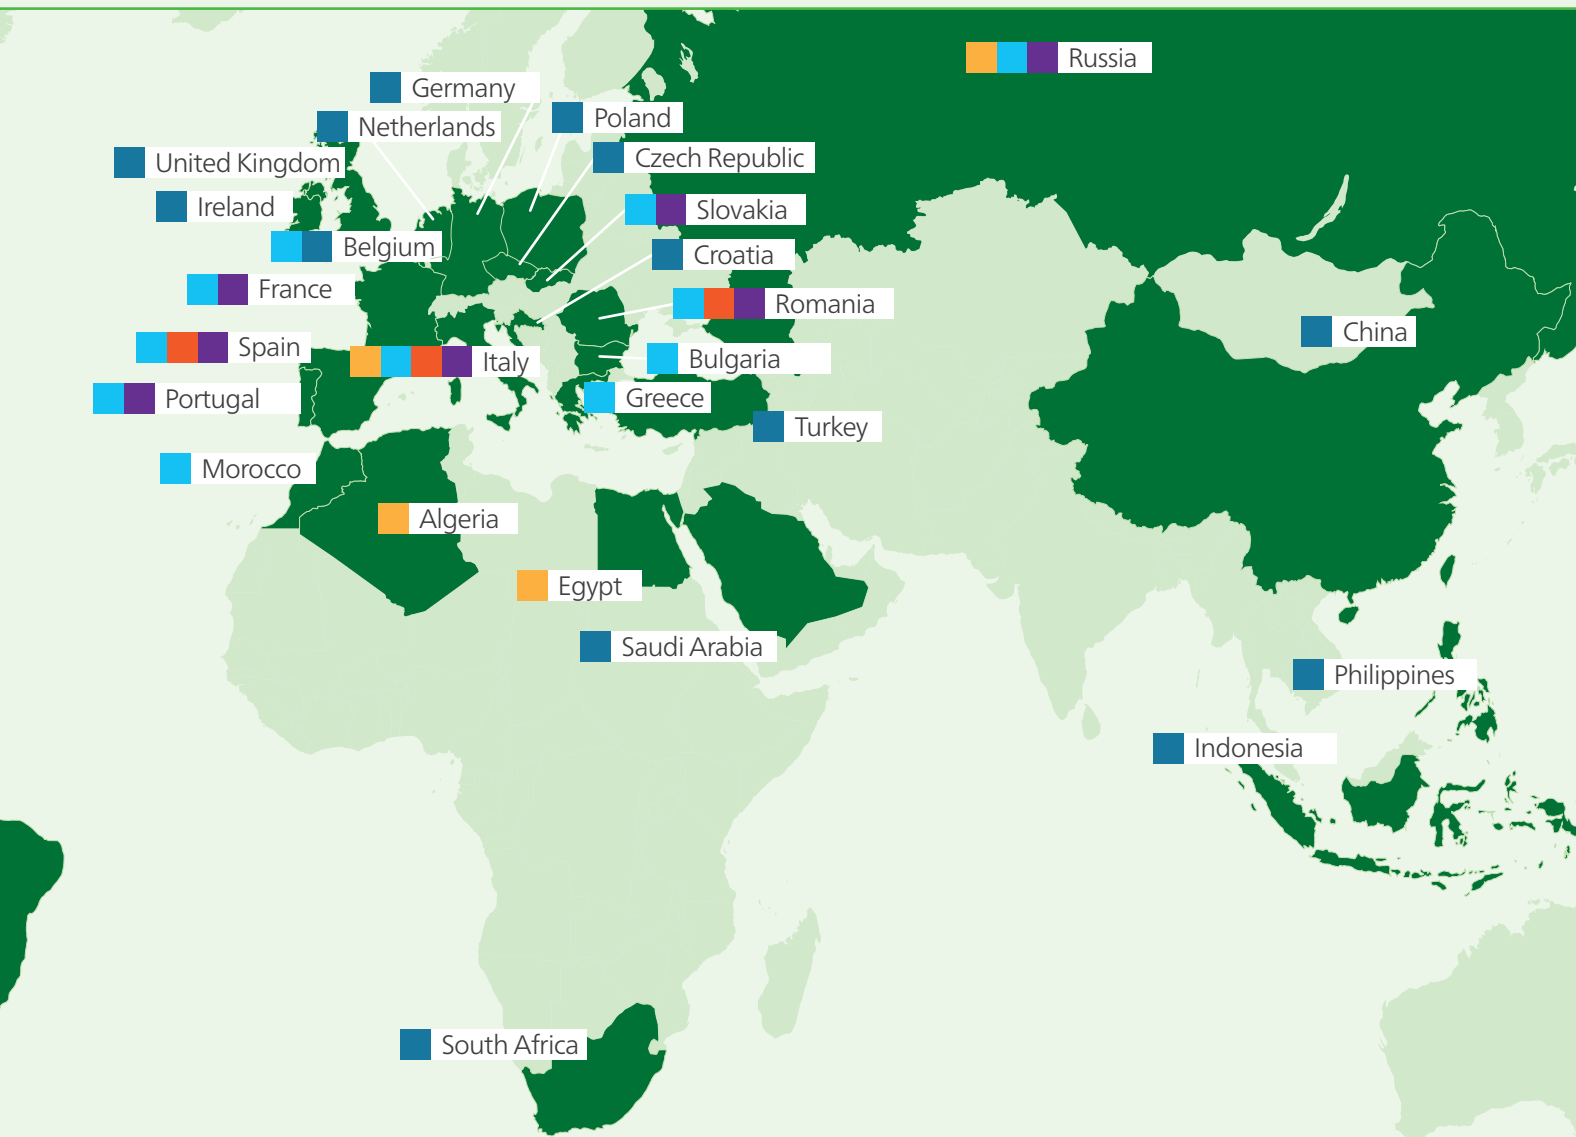 Russia
Germany
Poland
Netherlands
Czech Republic
United Kingdom
Ireland
Slovakia
Belgium
Croatia
France
Romania
China
Spain
Italy
Bulgaria
Portugal
Greece
Turkey
Morocco
Algeria
Egypt
Saudi Arabia
Philippines
Indonesia
South Africa